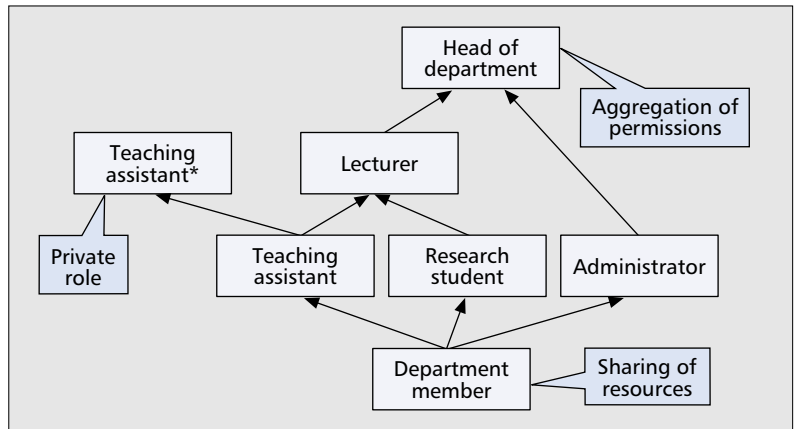 Head of
department
Aggregation of
permissions
Teaching
assistant*
Lecturer
Private
role
Teaching
assistant
Research
student
Administrator
Department
member
Sharing of
resources